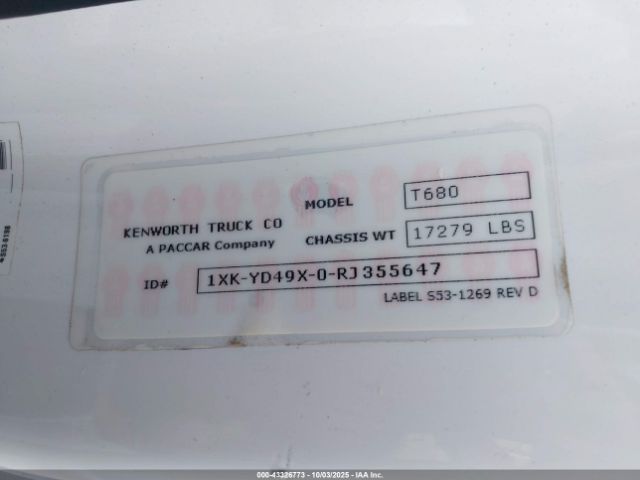 KENWORTH TRUCK CO
A PACCAR Company
MODEL T680
CHASSIS WT 17279 LBS
ID# 1XK-YD49X-0-RJ355647
LABEL S53-1269 REV D
000-43326773 - 10/03/2025 - IAA Inc.